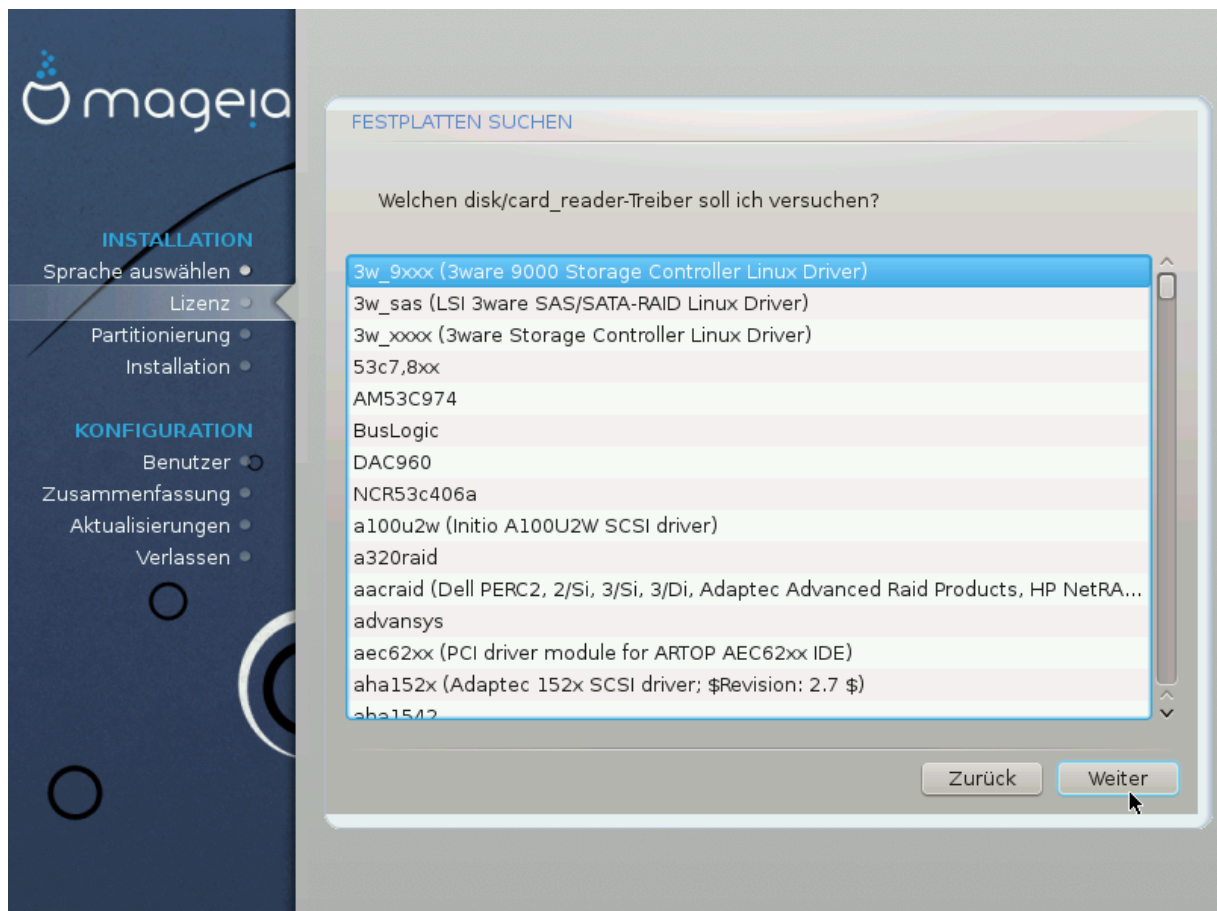 mageia
INSTALLATION
Sprache auswählen
Lizenz
Partitionierung
Installation
KONFIGURATION
Benutzer
Zusammenfassung
Aktualisierungen
Verlassen
FESTPLATTEN SUCHEN
Welchen disk/card_reader-Treiber soll ich versuchen?
3w_9xxx (3ware 9000 Storage Controller Linux Driver)
3w_sas (LSI 3ware SAS/SATA-RAID Linux Driver)
3w_xxxx (3ware Storage Controller Linux Driver)
53c7,8xx
AM53C974
BusLogic
DAC960
NCR53c406a
a100u2w (Initio A100U2W SCSI driver)
a320raid
aacraid (Dell PERC2, 2/Si, 3/Si, 3/Di, Adaptec Advanced Raid Products, HP NetRA...
advansys
aec62xx (PCI driver module for ARTOP AEC62xx IDE)
aha152x (Adaptec 152x SCSI driver; $Revision: 2.7 $)
aha1542
Zurück
Weiter